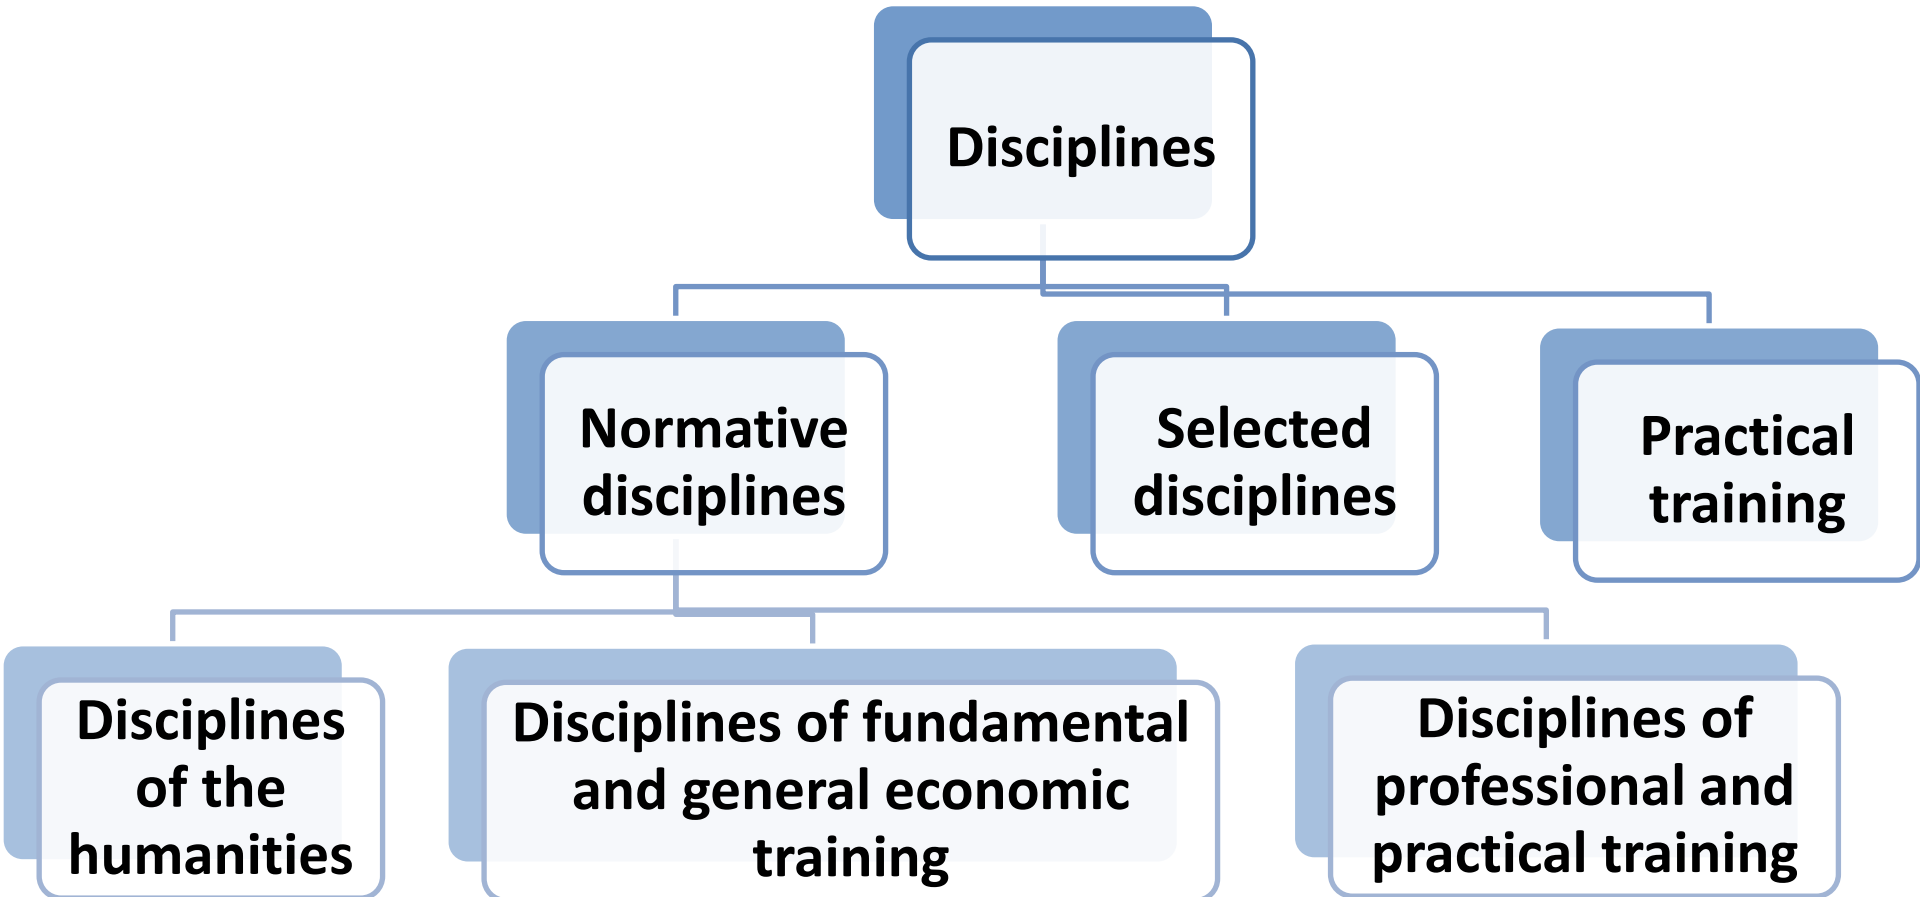 Disciplines
Normative
disciplines
Selected
disciplines
Practical
training
Disciplines
of the
humanities
Disciplines of fundamental
and general economic
training
Disciplines of
professional and
practical training